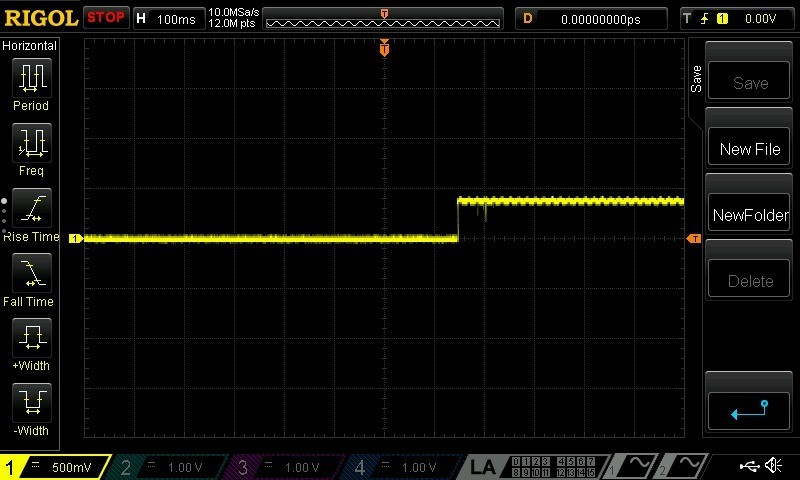 RIGOL STOP H 100ms 10.0MSa/s D 0.00000000ps T 1 0.00V
12.0M pts
T
Horizontal
Period
Freq
Rise Time
Fall Time
+Width
-Width
1
T
Save
Save
New File
NewFolder
Delete
1 500mV 2 1.00 V 3 1.00 V 4 1.00 V LA 0 1 2 3 4 5 6 7 1 2
8 9 10 11 12 13 14 15